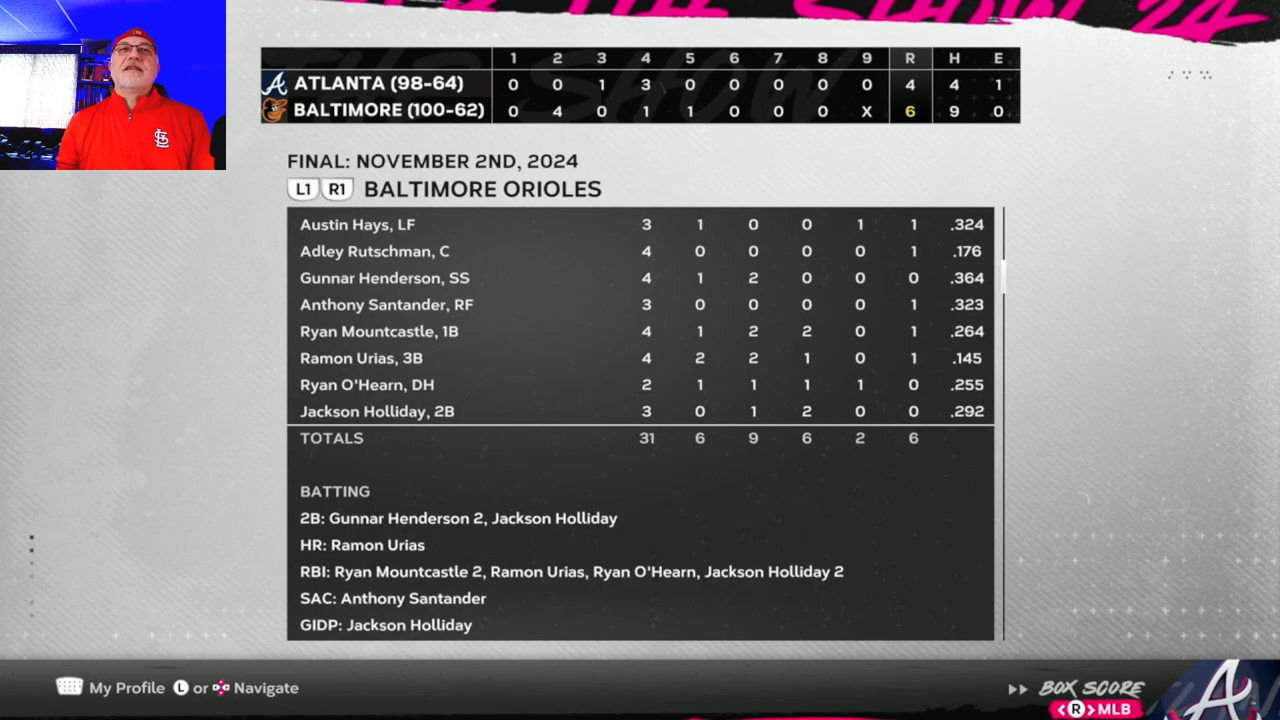 MLB THE SHOW 24
1 2 3 4 5 6 7 8 9 R H E
ATLANTA (98-64) 0 0 1 3 0 0 0 0 0 4 4 1
BALTIMORE (100-62) 0 4 0 1 1 0 0 0 X 6 9 0
FINAL: NOVEMBER 2ND, 2024
L1 R1 BALTIMORE ORIOLES
Austin Hays, LF 3 1 0 0 1 1 .324
Adley Rutschman, C 4 0 0 0 0 1 .176
Gunnar Henderson, SS 4 1 2 0 0 0 .364
Anthony Santander, RF 3 0 0 0 0 1 .323
Ryan Mountcastle, 1B 4 1 2 2 0 1 .264
Ramon Urias, 3B 4 2 2 1 0 1 .145
Ryan O'Hearn, DH 2 1 1 1 1 0 .255
Jackson Holliday, 2B 3 0 1 2 0 0 .292
TOTALS 31 6 9 6 2 6
BATTING
2B: Gunnar Henderson 2, Jackson Holliday
HR: Ramon Urias
RBI: Ryan Mountcastle 2, Ramon Urias, Ryan O'Hearn, Jackson Holliday 2
SAC: Anthony Santander
GIDP: Jackson Holliday
My Profile L or Navigate
BOX SCORE
R MLB